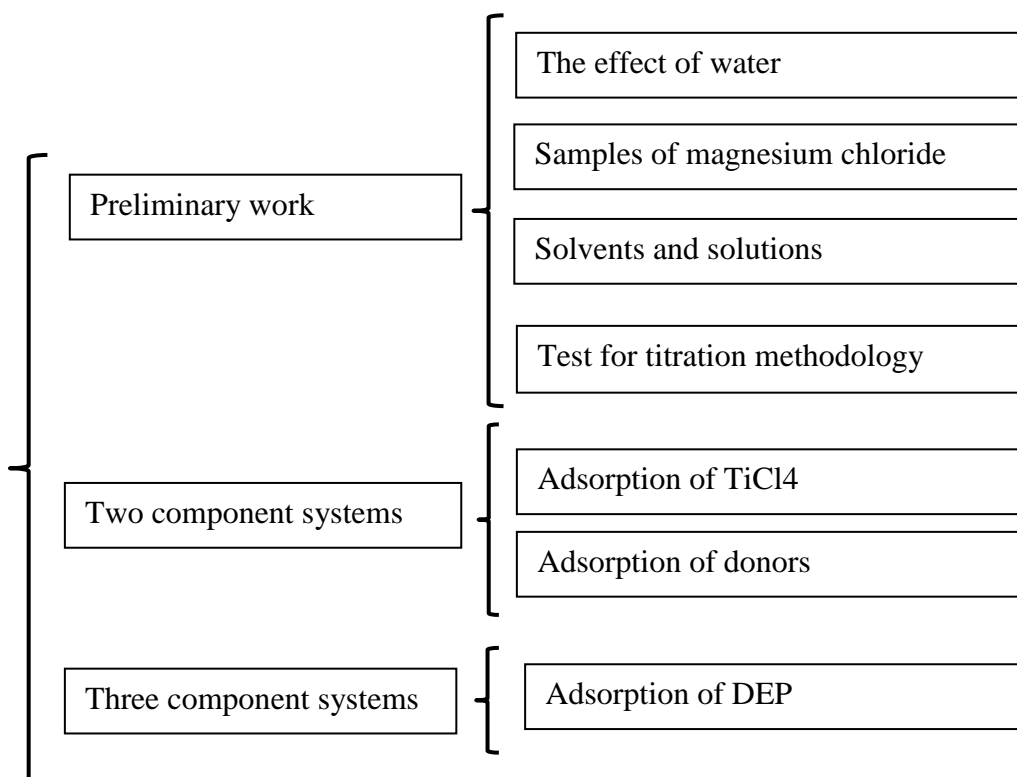 The effect of water
Samples of magnesium chloride
Preliminary work
Solvents and solutions
Test for titration methodology
Adsorption of TiCl4
Two component systems
Adsorption of donors
Three component systems
Adsorption of DEP